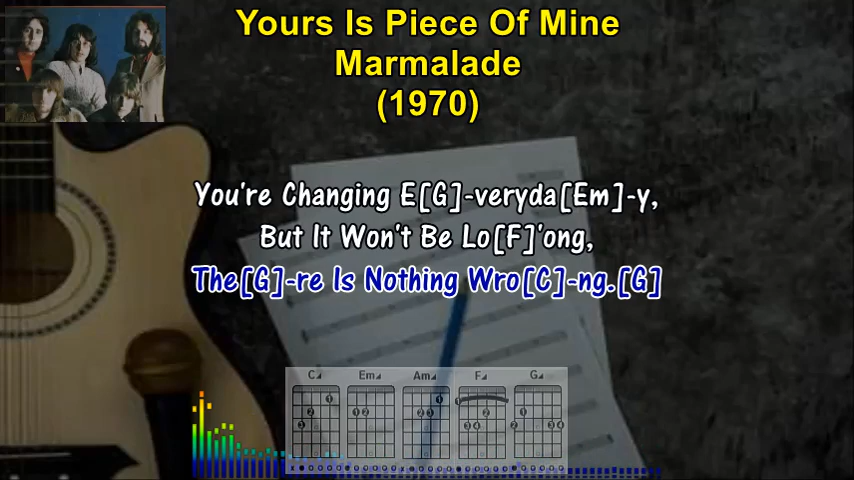 Yours Is Piece Of Mine
Marmalade
(1970)
You're Changing E[G]-veryda[Em]-y,
But It Won't Be Lo[F]'ong,
The[G]-re Is Nothing Wro[C]-ng.[G]
C Em Am F G